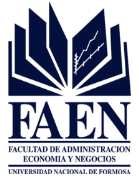 FAEN
FACULTAD DE ADMINISTRACION
ECONOMIA Y NEGOCIOS
UNIVERSIDAD NACIONAL DE FORMOSA